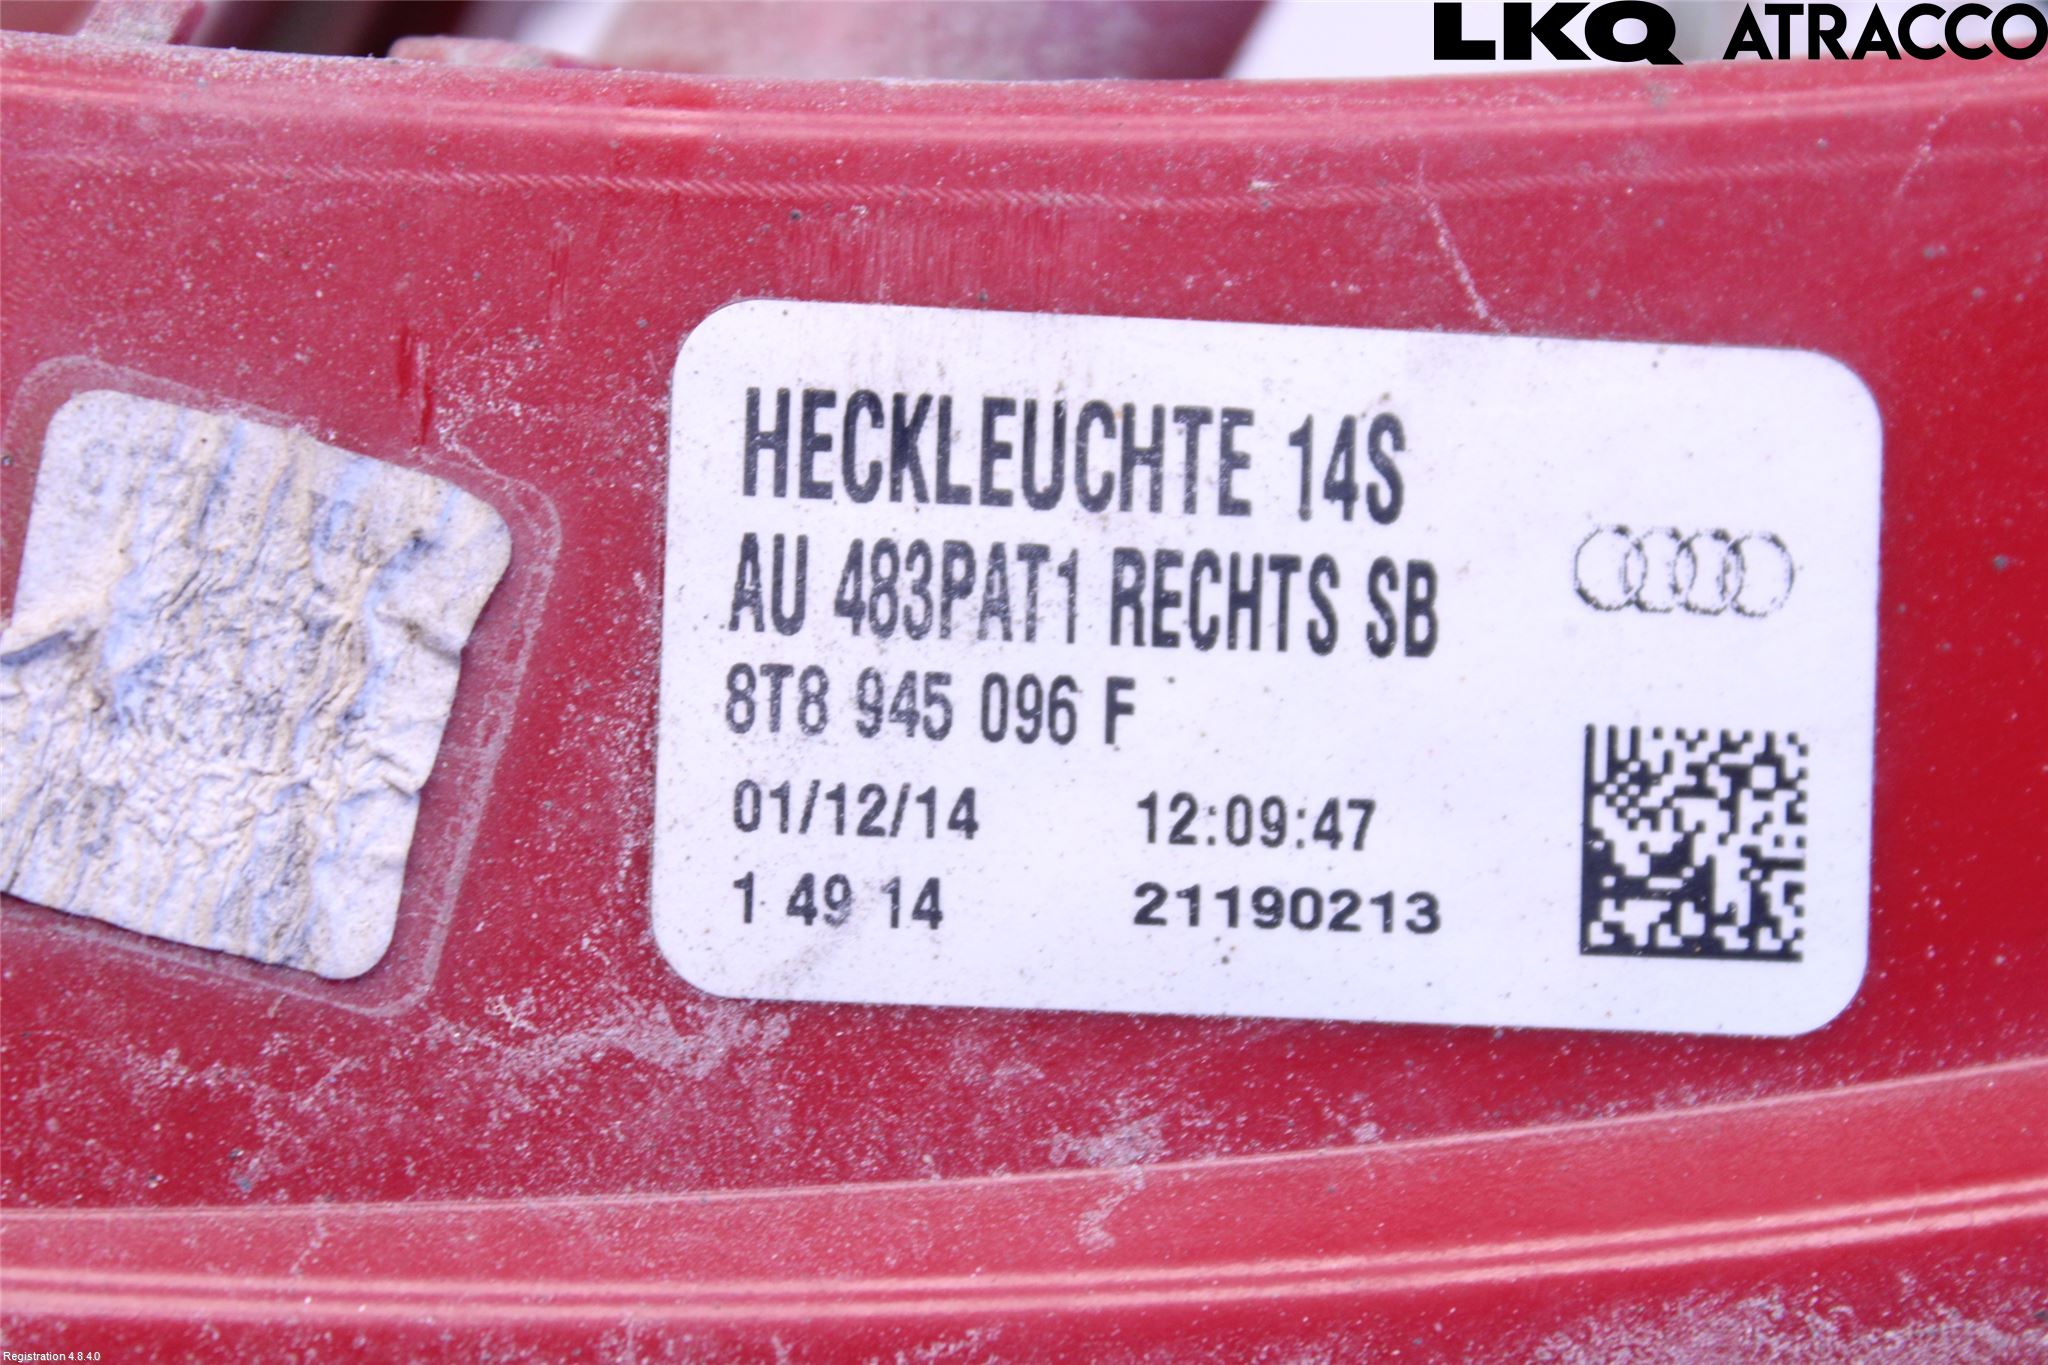 LKQ ATRACCO
HECKLEUCHTE 14S
AU 483PAT1 RECHTS SB
8T8 945 096 F
01/12/14 12:09:47
1 49 14 21190213
Registration 4.8.4.0